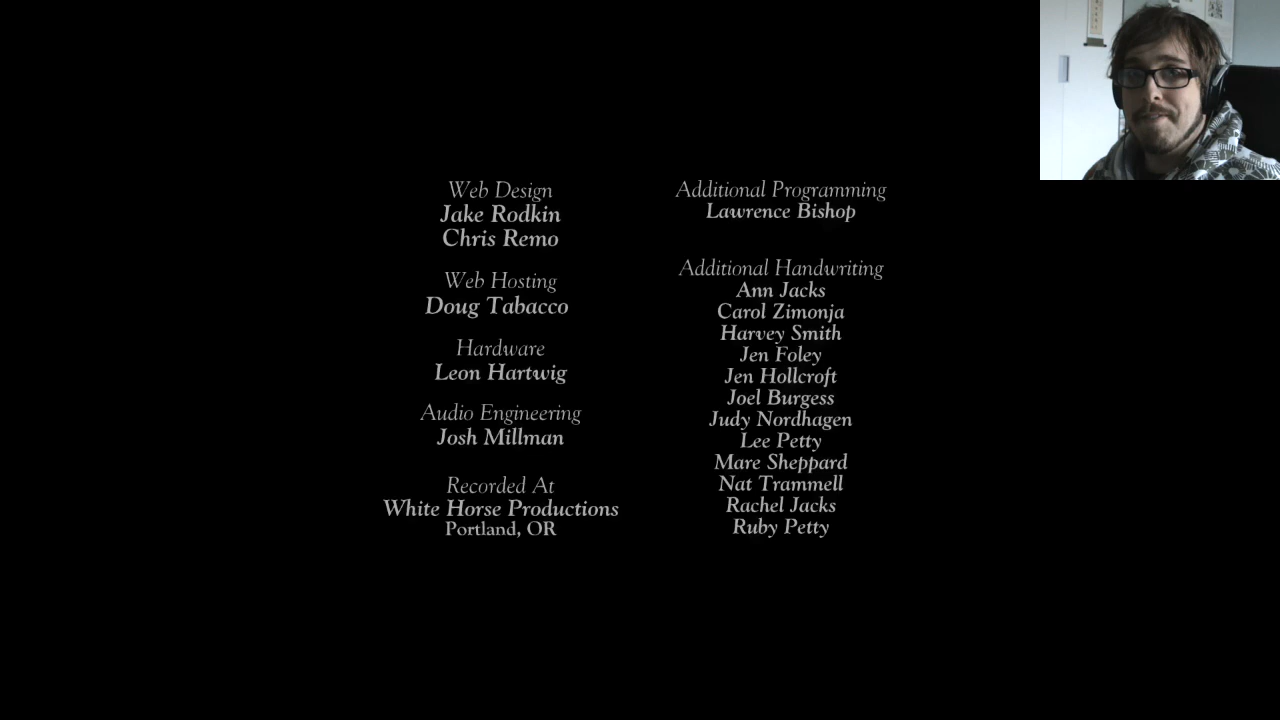 Web Design
Jake Rodkin
Chris Remo
Web Hosting
Doug Tabacco
Hardware
Leon Hartwig
Audio Engineering
Josh Millman
Recorded At
White Horse Productions
Portland, OR
Additional Programming
Lawrence Bishop
Additional Handwriting
Ann Jacks
Carol Zimonja
Harvey Smith
Jen Foley
Jen Hollcroft
Joel Burgess
Judy Nordhagen
Lee Petty
Mare Sheppard
Nat Trammell
Rachel Jacks
Ruby Petty